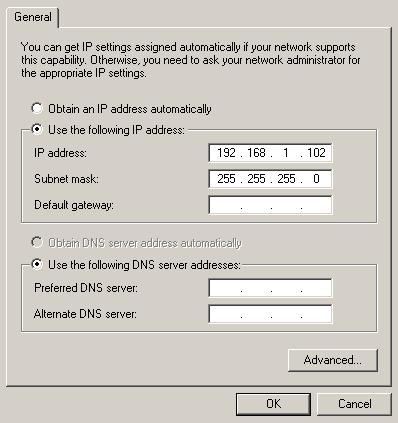 General
You can get IP settings assigned automatically if your network supports
this capability. Otherwise, you need to ask your network administrator for
the appropriate IP settings.
Obtain an IP address automatically
Use the following IP address:
IP address: 192 . 168 . 1 . 102
Subnet mask: 255 . 255 . 255 . 0
Default gateway: . . .
Obtain DNS server address automatically
Use the following DNS server addresses:
Preferred DNS server: . . .
Alternate DNS server: . . .
Advanced...
OK Cancel